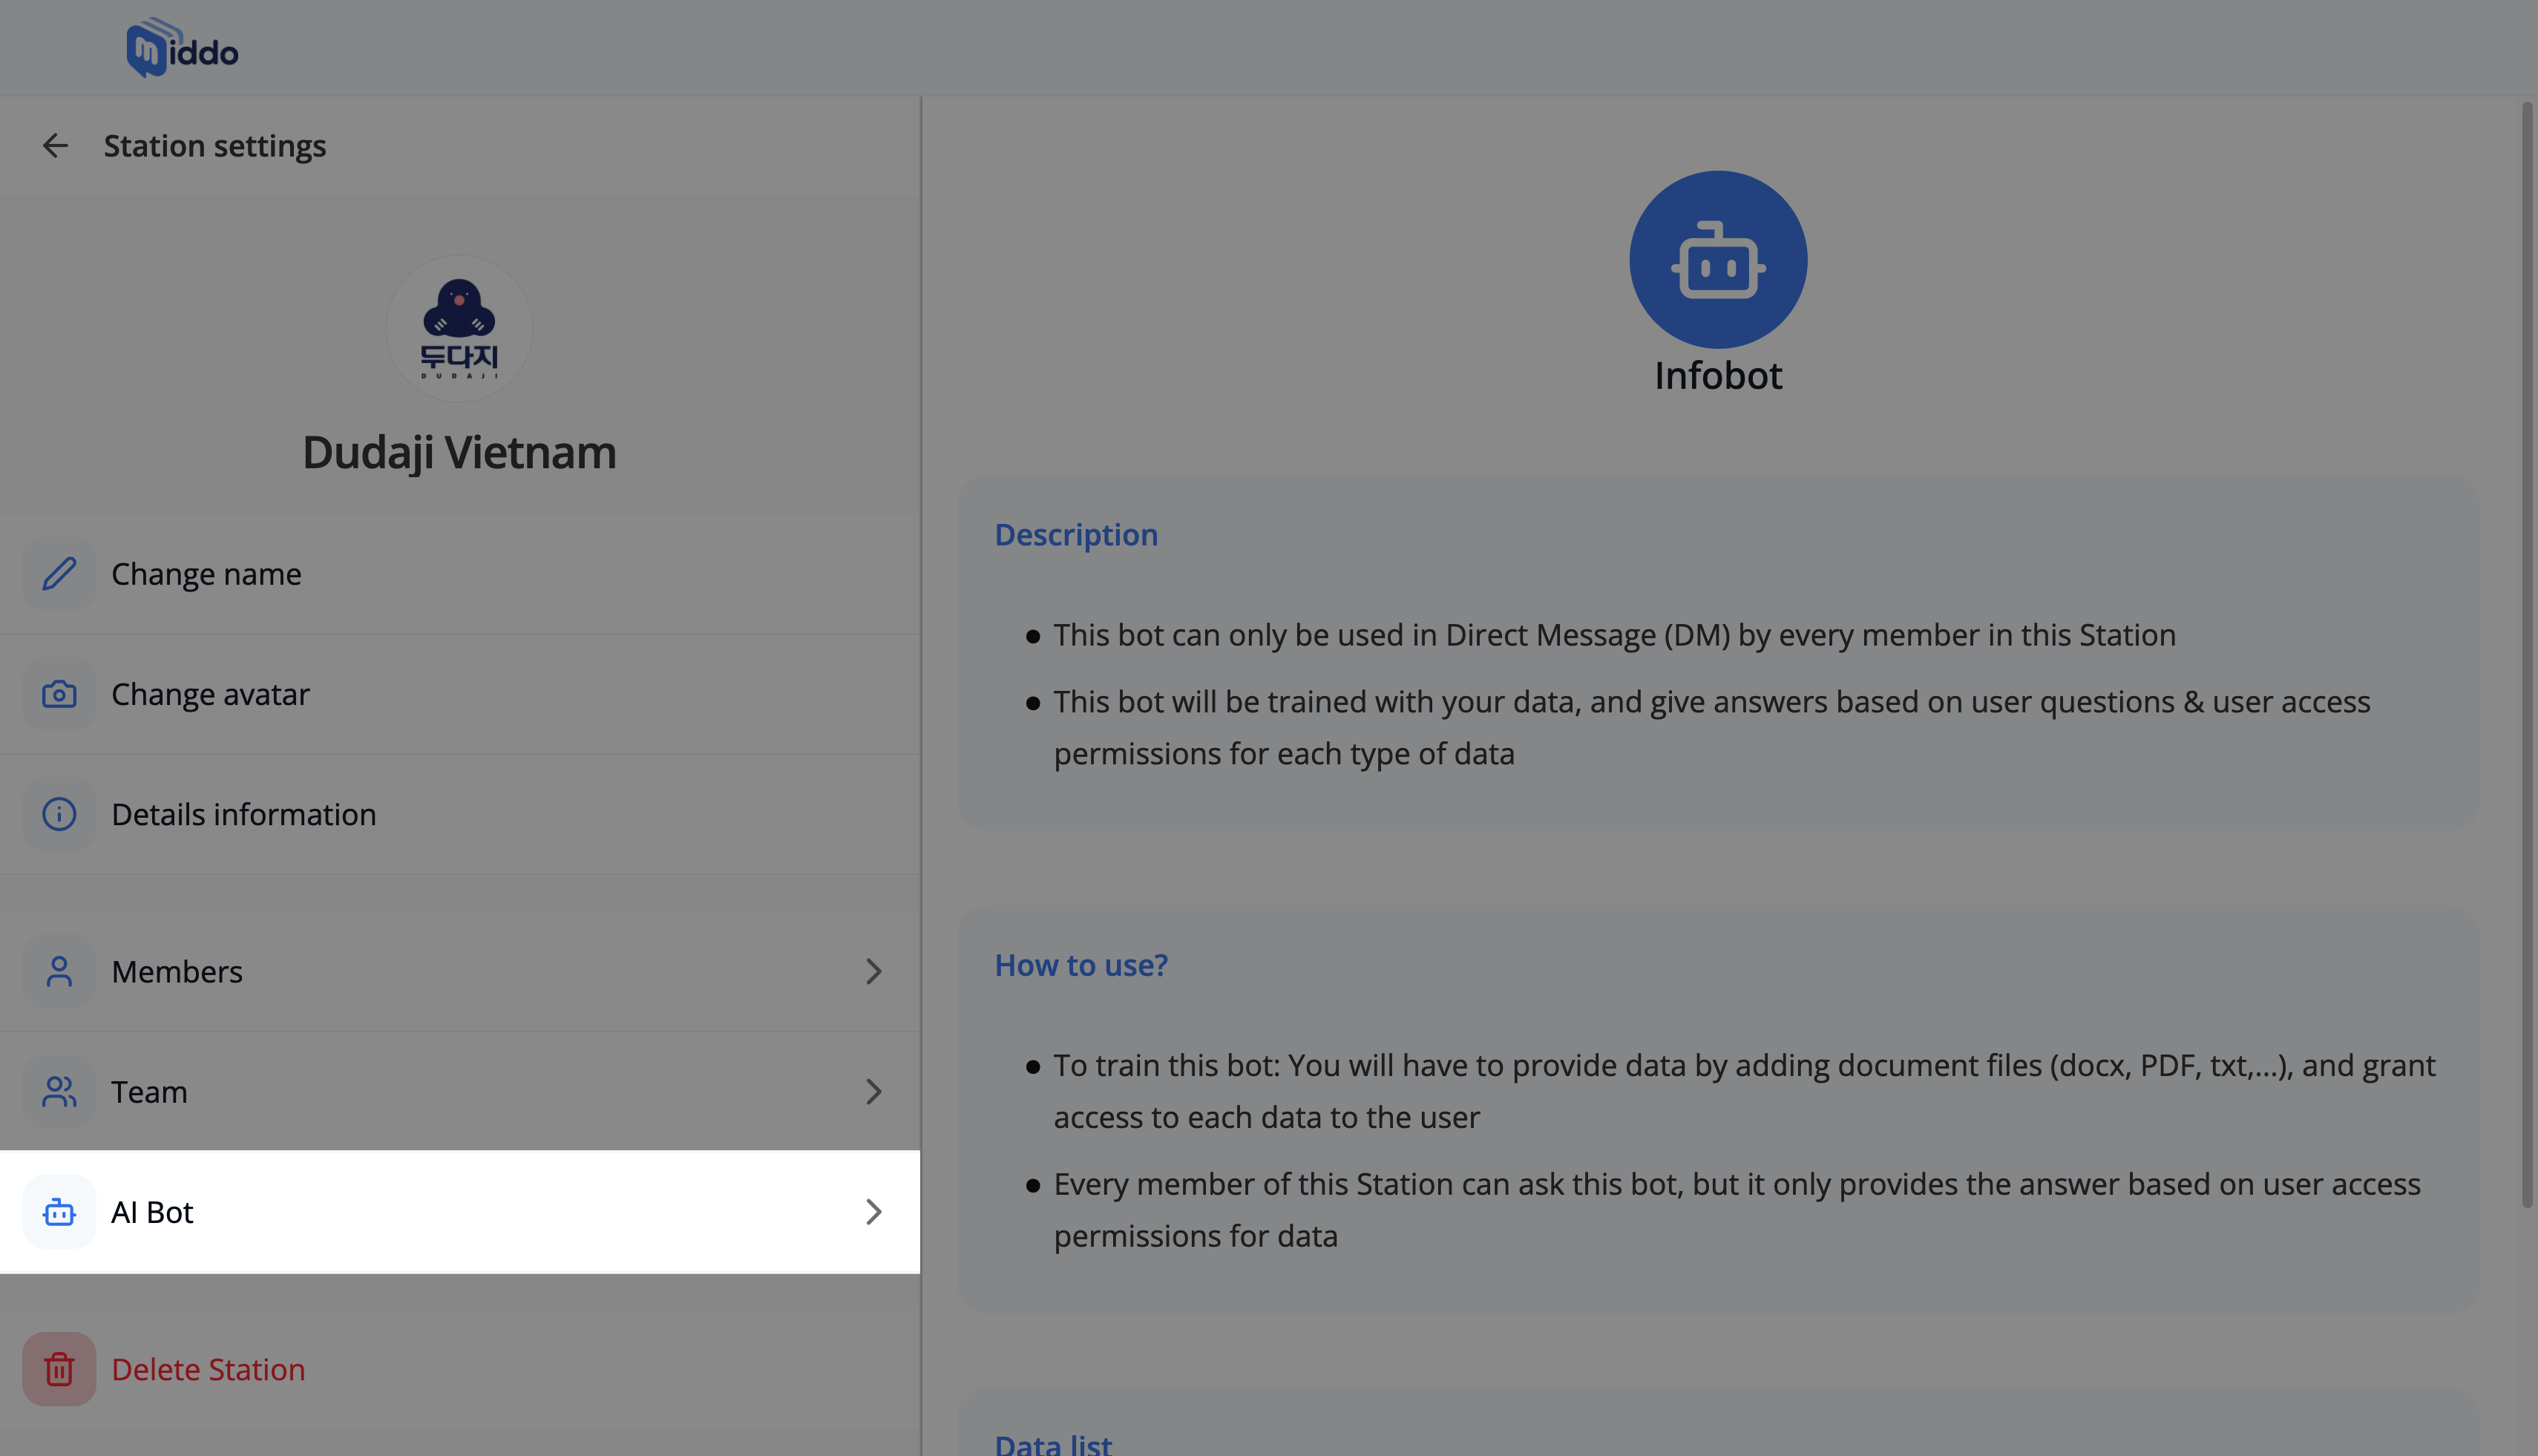 middo
Station settings
두다지
DUDAJI
Dudaji Vietnam
Change name
Change avatar
Details information
Members
Team
AI Bot
Delete Station
Infobot
Description
This bot can only be used in Direct Message (DM) by every member in this Station
This bot will be trained with your data, and give answers based on user questions & user access
permissions for each type of data
How to use?
To train this bot: You will have to provide data by adding document files (docx, PDF, txt,...), and grant
access to each data to the user
Every member of this Station can ask this bot, but it only provides the answer based on user access
permissions for data
Data list